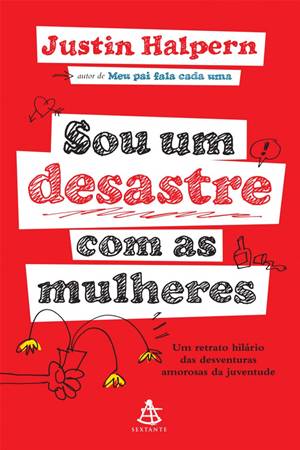 Justin Halpern
autor de Meu pai fala cada uma
Sou um
desastre
com as
mulheres
Um retrato hilário
das desventuras
amorosas da juventude
SEXTANTE